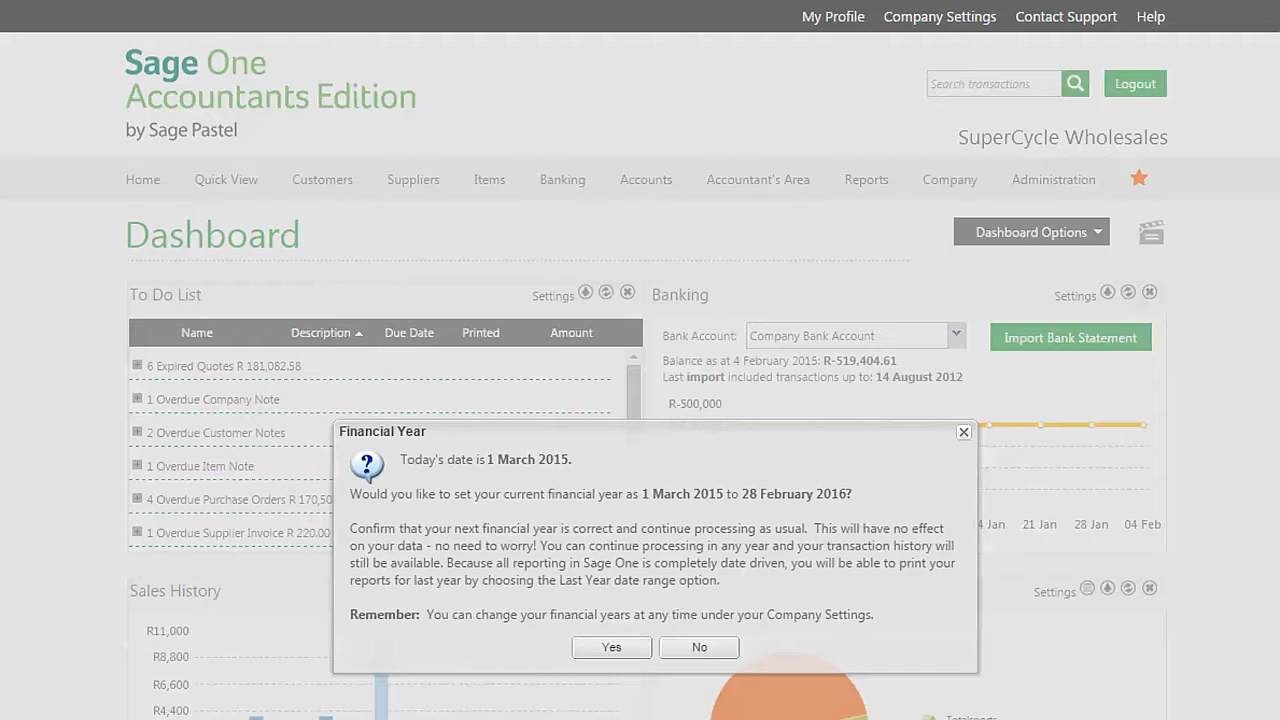 My Profile Company Settings Contact Support Help
Sage One
Accountants Edition
by Sage Pastel
Search transactions
Logout
SuperCycle Wholesales
Home Quick View Customers Suppliers Items Banking Accounts Accountant's Area Reports Company Administration
Dashboard
Dashboard Options
To Do List Settings
Name Description Due Date Printed Amount
6 Expired Quotes R 181,082.58
1 Overdue Company Note
2 Overdue Customer Notes
1 Overdue Item Note
4 Overdue Purchase Orders R 170,50
1 Overdue Supplier Invoice R 220.00
Banking Settings
Bank Account: Company Bank Account Import Bank Statement
Balance as at 4 February 2015: R-519,404.61
Last import included transactions up to: 14 August 2012
R-500,000
4 Jan 21 Jan 28 Jan 04 Feb
Financial Year
Today's date is 1 March 2015.
Would you like to set your current financial year as 1 March 2015 to 28 February 2016?
Confirm that your next financial year is correct and continue processing as usual. This will have no effect
on your data - no need to worry! You can continue processing in any year and your transaction history will
still be available. Because all reporting in Sage One is completely date driven, you will be able to print your
reports for last year by choosing the Last Year date range option.
Remember: You can change your financial years at any time under your Company Settings.
Yes No
Sales History
Settings
R11,000
R8,800
R6,600
R4,400